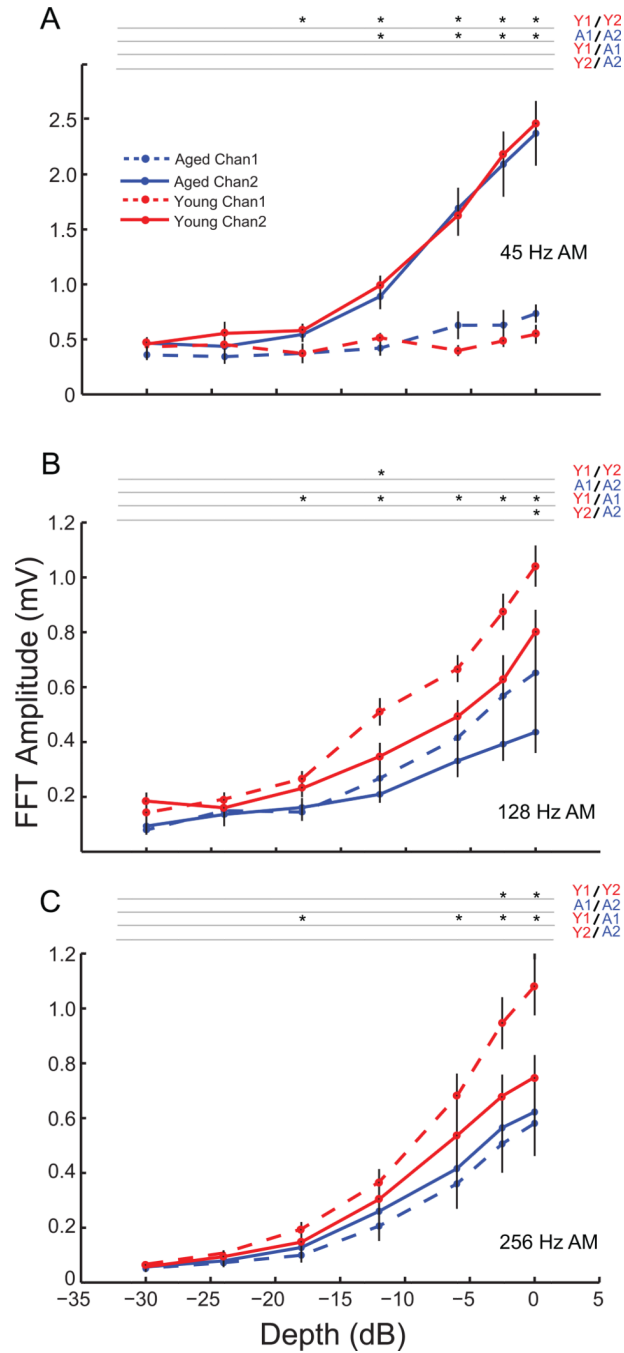 A
* * * * * Y1/Y2
* * * * A1/A2
Y1/A1
Y2/A2
2.5
2.0
1.5
1.0
0.5
0
Aged Chan1
Aged Chan2
Young Chan1
Young Chan2
45 Hz AM
B
* Y1/Y2
A1/A2
* * * * * Y1/A1
* Y2/A2
1.2
1.0
0.8
0.6
0.4
0.2
128 Hz AM
FFT Amplitude (mV)
C
* * Y1/Y2
A1/A2
* * * * Y1/A1
Y2/A2
1.2
1.0
0.8
0.6
0.4
0.2
0
256 Hz AM
−35 −30 −25 −20 −15 −10 −5 0 5
Depth (dB)